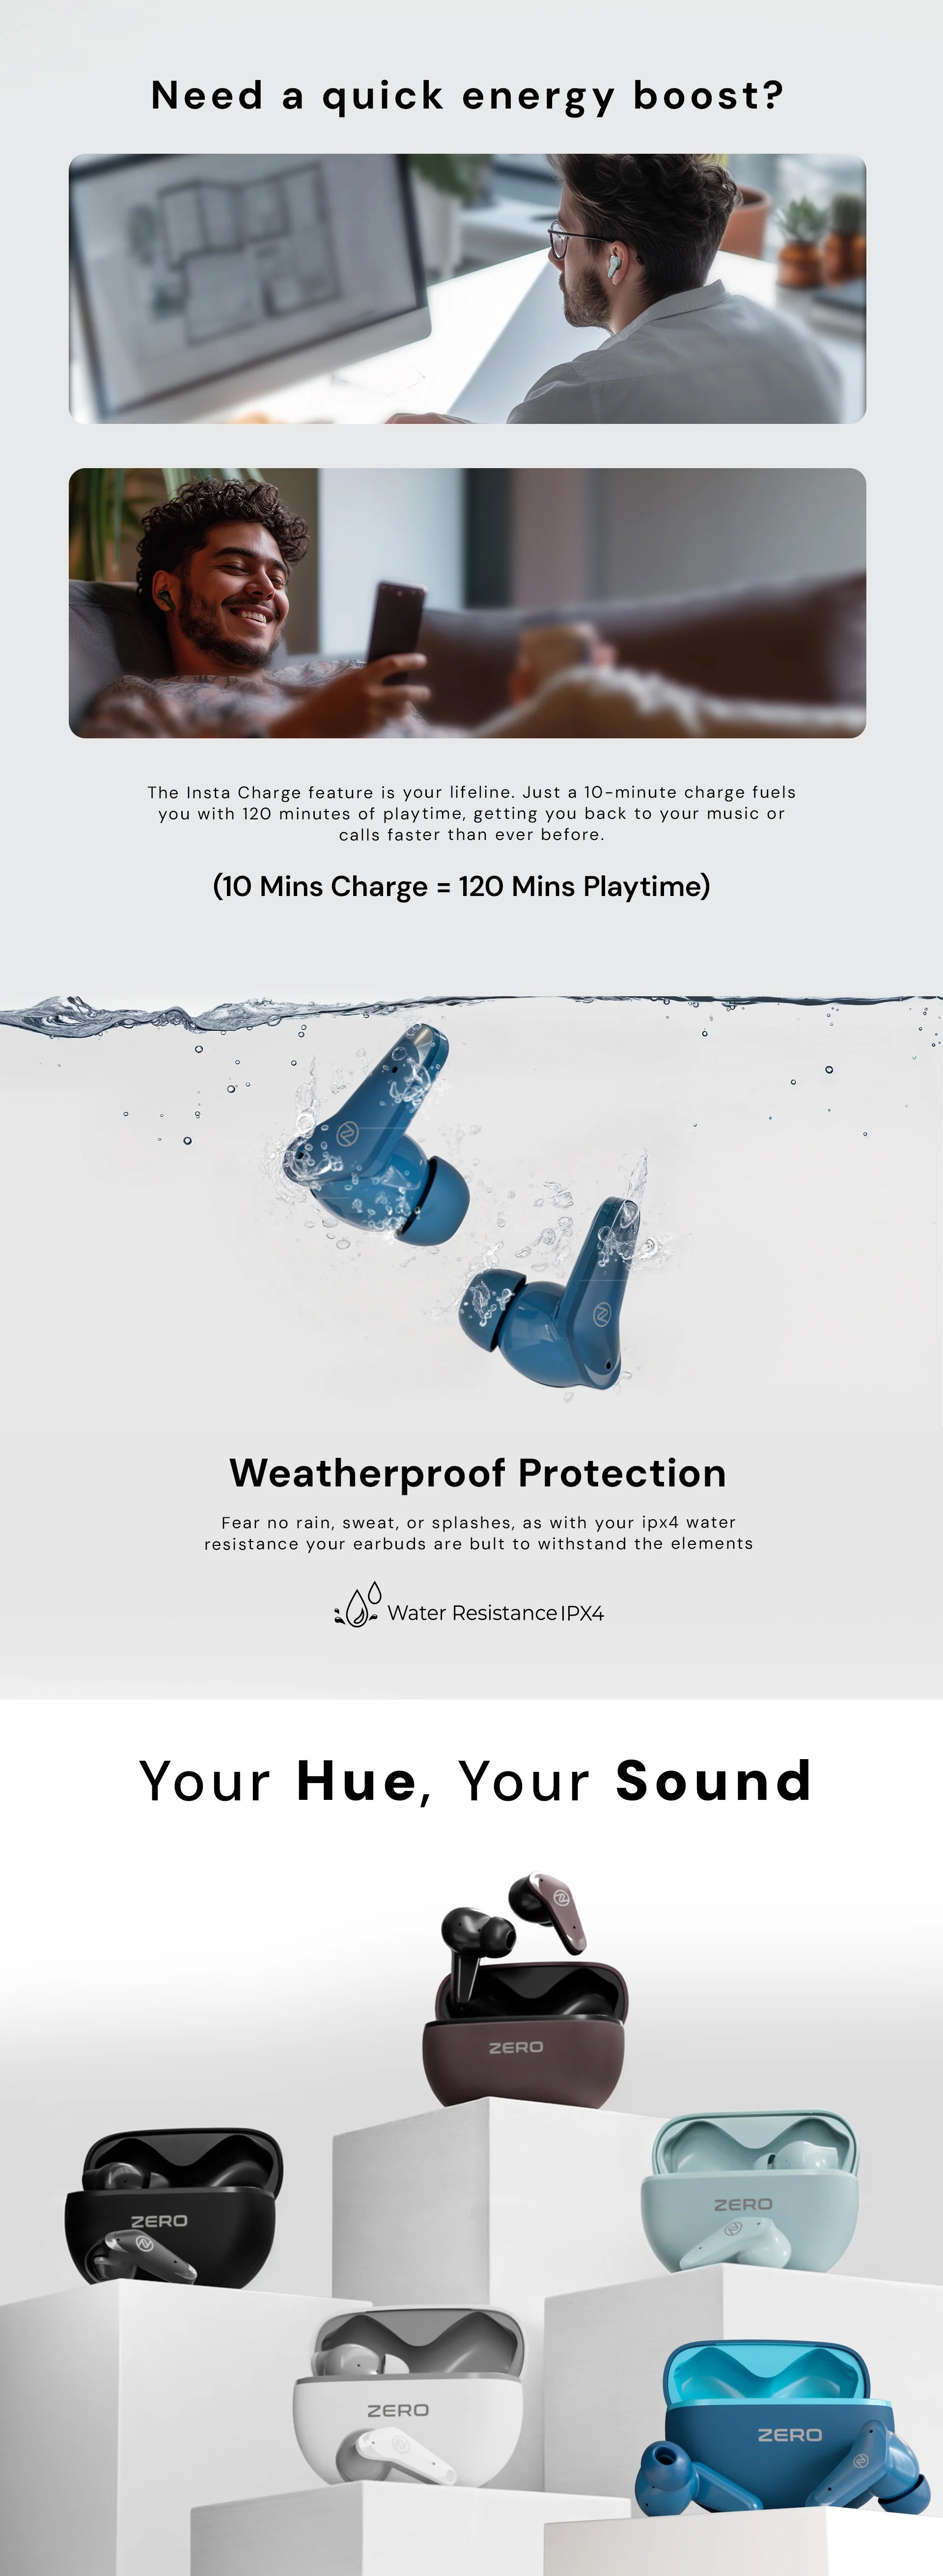 Need a quick energy boost?
The Insta Charge feature is your lifeline. Just a 10-minute charge fuels
you with 120 minutes of playtime, getting you back to your music or
calls faster than ever before.
(10 Mins Charge = 120 Mins Playtime)
Weatherproof Protection
Fear no rain, sweat, or splashes, as with your ipx4 water
resistance your earbuds are bult to withstand the elements
Water Resistance IPX4
Your Hue, Your Sound
ZERO
ZERO
ZERO
ZERO
ZERO